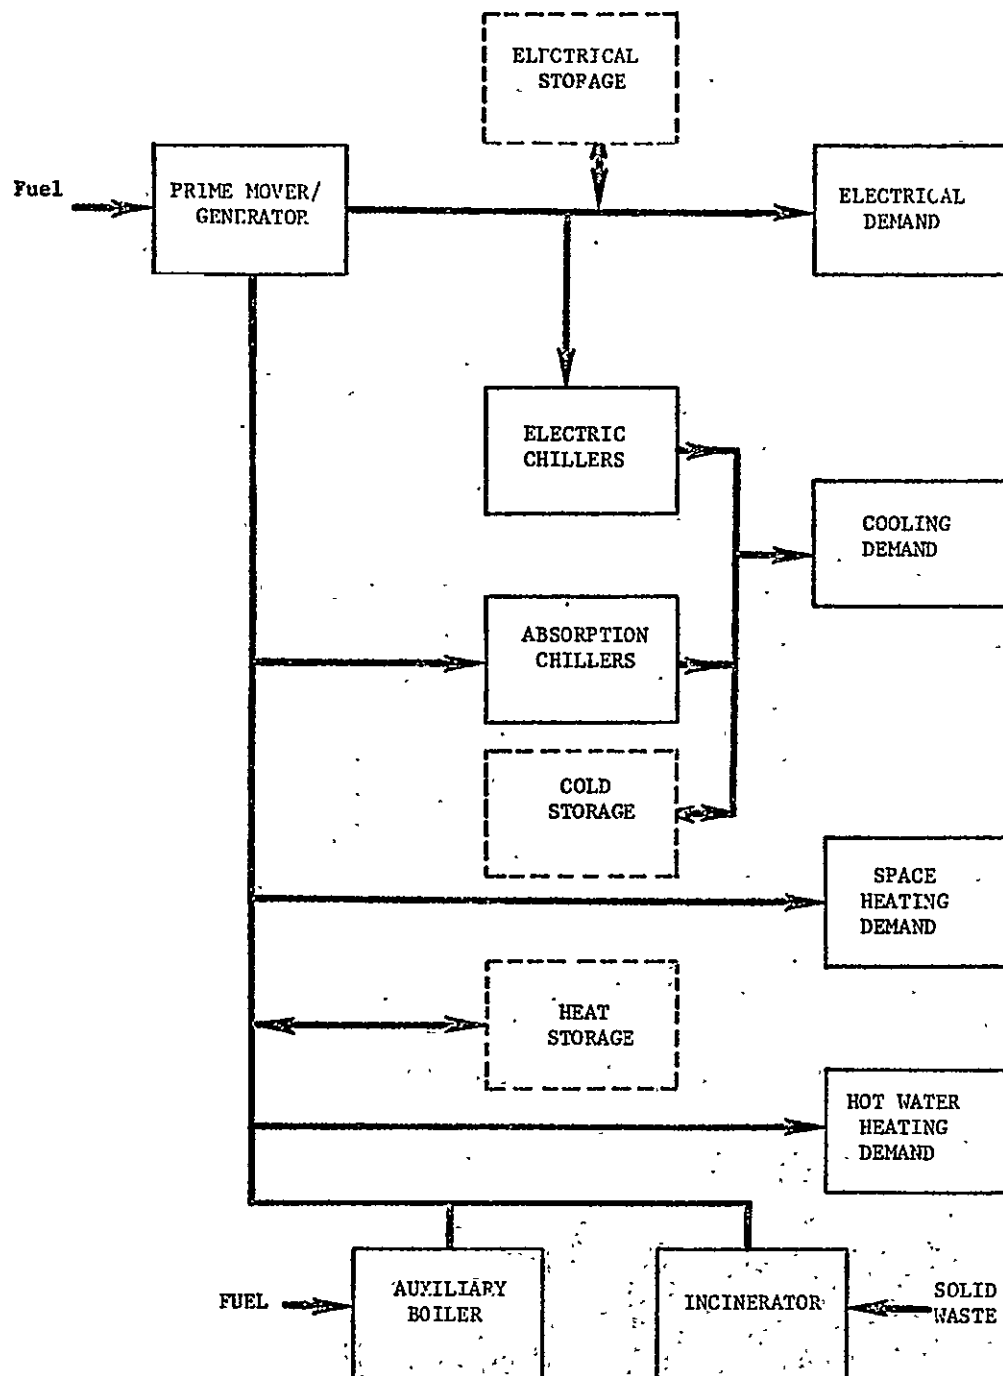 ELECTRICAL
STOPAGE
Fuel
PRIME MOVER/
GENERATOR
ELECTRICAL
DEMAND
ELECTRIC
CHILLERS
COOLING
DEMAND
ABSORPTION
CHILLERS
COLD
STORAGE
SPACE
HEATING
DEMAND
HEAT
STORAGE
HOT WATER
HEATING
DEMAND
FUEL
AUXILIARY
BOILER
INCINERATOR
SOLID
WASTE